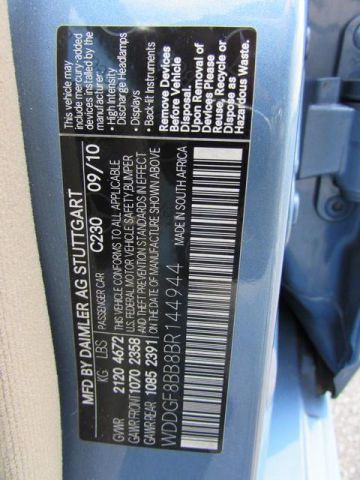 MFD BY DAIMLER AG STUTTGART
PASSENGER CAR C230 09/10
KG LBS
GVWR 2120 4672
GAWR FRONT 1070 2358
GAWR REAR 1085 2391
THIS VEHICLE CONFORMS TO ALL APPLICABLE
U.S. FEDERAL MOTOR VEHICLE SAFETY, BUMPER
AND THEFT PREVENTION STANDARDS IN EFFECT
ON THE DATE OF MANUFACTURE SHOWN ABOVE
MADE IN SOUTH AFRICA
WDDGF8BB8BR144944
This vehicle may
include mercury-added
devices installed by the
manufacturer:
• High Intensity
Discharge Headlamps
• Displays
• Back-lit Instruments
Remove Devices
Before Vehicle
Disposal.
Upon Removal of
Devices Please
Reuse, Recycle or
Dispose as
Hazardous Waste.